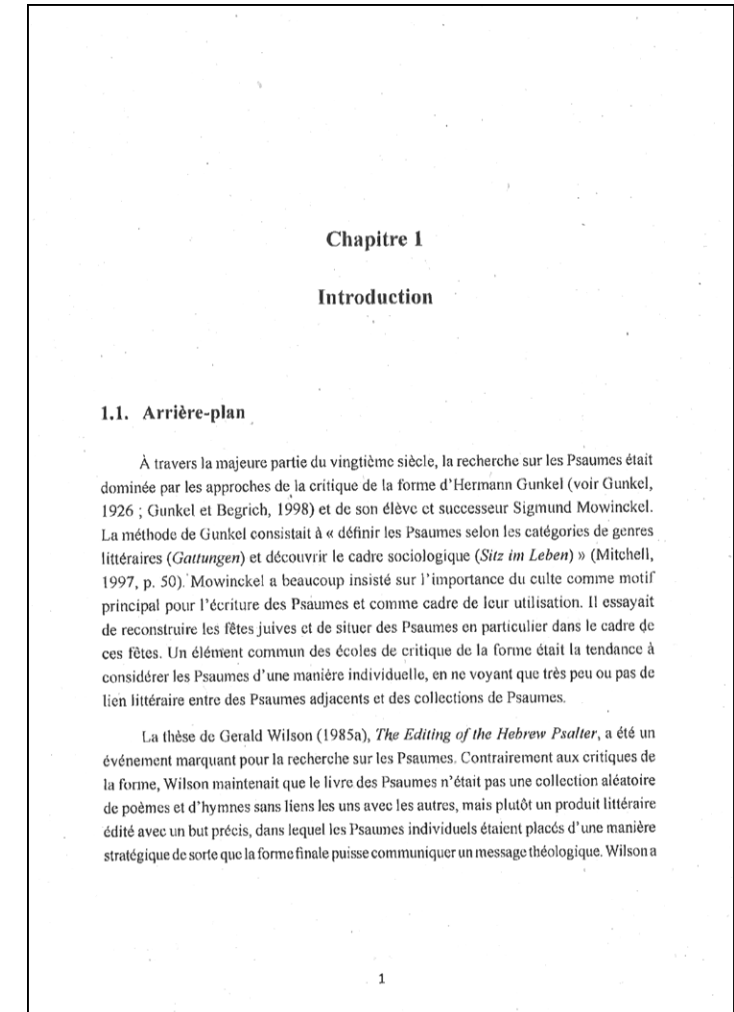 Chapitre 1
Introduction
1.1. Arrière-plan
À travers la majeure partie du vingtième siècle, la recherche sur les Psaumes était
dominée par les approches de la critique de la forme d'Hermann Gunkel (voir Gunkel,
1926 ; Gunkel et Begrich, 1998) et de son élève et successeur Sigmund Mowinckel.
La méthode de Gunkel consistait à « définir les Psaumes selon les catégories de genres
littéraires (Gattungen) et découvrir le cadre sociologique (Sitz im Leben) » (Mitchell,
1997, p. 50). Mowinckel a beaucoup insisté sur l'importance du culte comme motif
principal pour l'écriture des Psaumes et comme cadre de leur utilisation. Il essayait
de reconstruire les fêtes juives et de situer des Psaumes en particulier dans le cadre de
ces fêtes. Un élément commun des écoles de critique de la forme était la tendance à
considérer les Psaumes d'une manière individuelle, en ne voyant que très peu ou pas de
lien littéraire entre des Psaumes adjacents et des collections de Psaumes.
La thèse de Gerald Wilson (1985a), The Editing of the Hebrew Psalter, a été un
événement marquant pour la recherche sur les Psaumes. Contrairement aux critiques de
la forme, Wilson maintenait que le livre des Psaumes n'était pas une collection aléatoire
de poèmes et d'hymnes sans liens les uns avec les autres, mais plutôt un produit littéraire
édité avec un but précis, dans lequel les Psaumes individuels étaient placés d'une manière
stratégique de sorte que la forme finale puisse communiquer un message théologique. Wilson a
1